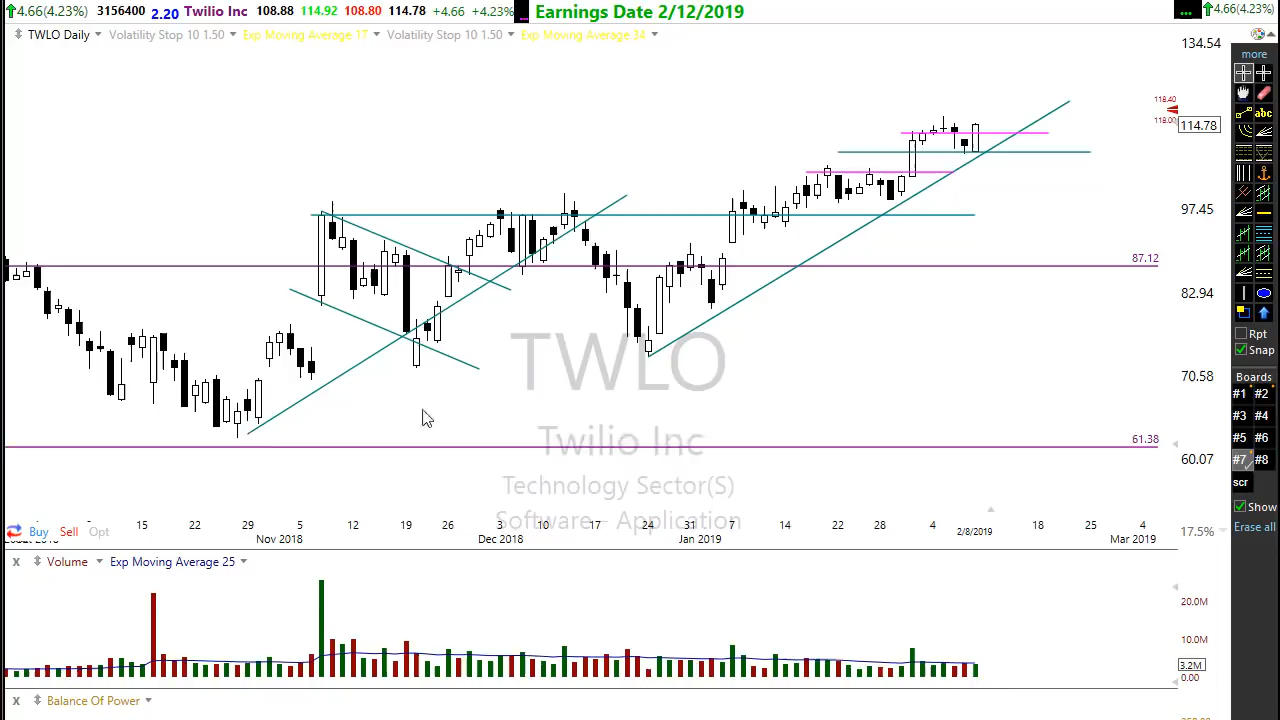 4.66(4.23%) 3156400 2.20 Twilio Inc 108.88 114.92 108.80 114.78 +4.66 +4.23% Earnings Date 2/12/2019 ... 4.66(4.23%)
TWLO Daily Volatility Stop 10 1.50 Exp Moving Average 17 Volatility Stop 10 1.50 Exp Moving Average 34
134.54
more
118.40
118.00
114.78
abc
97.45
87.12
82.94
TWLO
Rpt
Snap
70.58
Boards
#1 #2
#3 #4
Twilio Inc
61.38
#5 #6
60.07
#7 #8
Technology Sector(S)
scr
Software – Application
Show
15 22 29 5 12 19 26 3 10 17 24 31 7 14 22 28 4 2/8/2019 18 25 4
Buy Sell Opt
17.5%
Erase all
Nov 2018 Dec 2018 Jan 2019 Mar 2019
x Volume Exp Moving Average 25
20.0M
10.0M
3.2M
0.00
x Balance Of Power